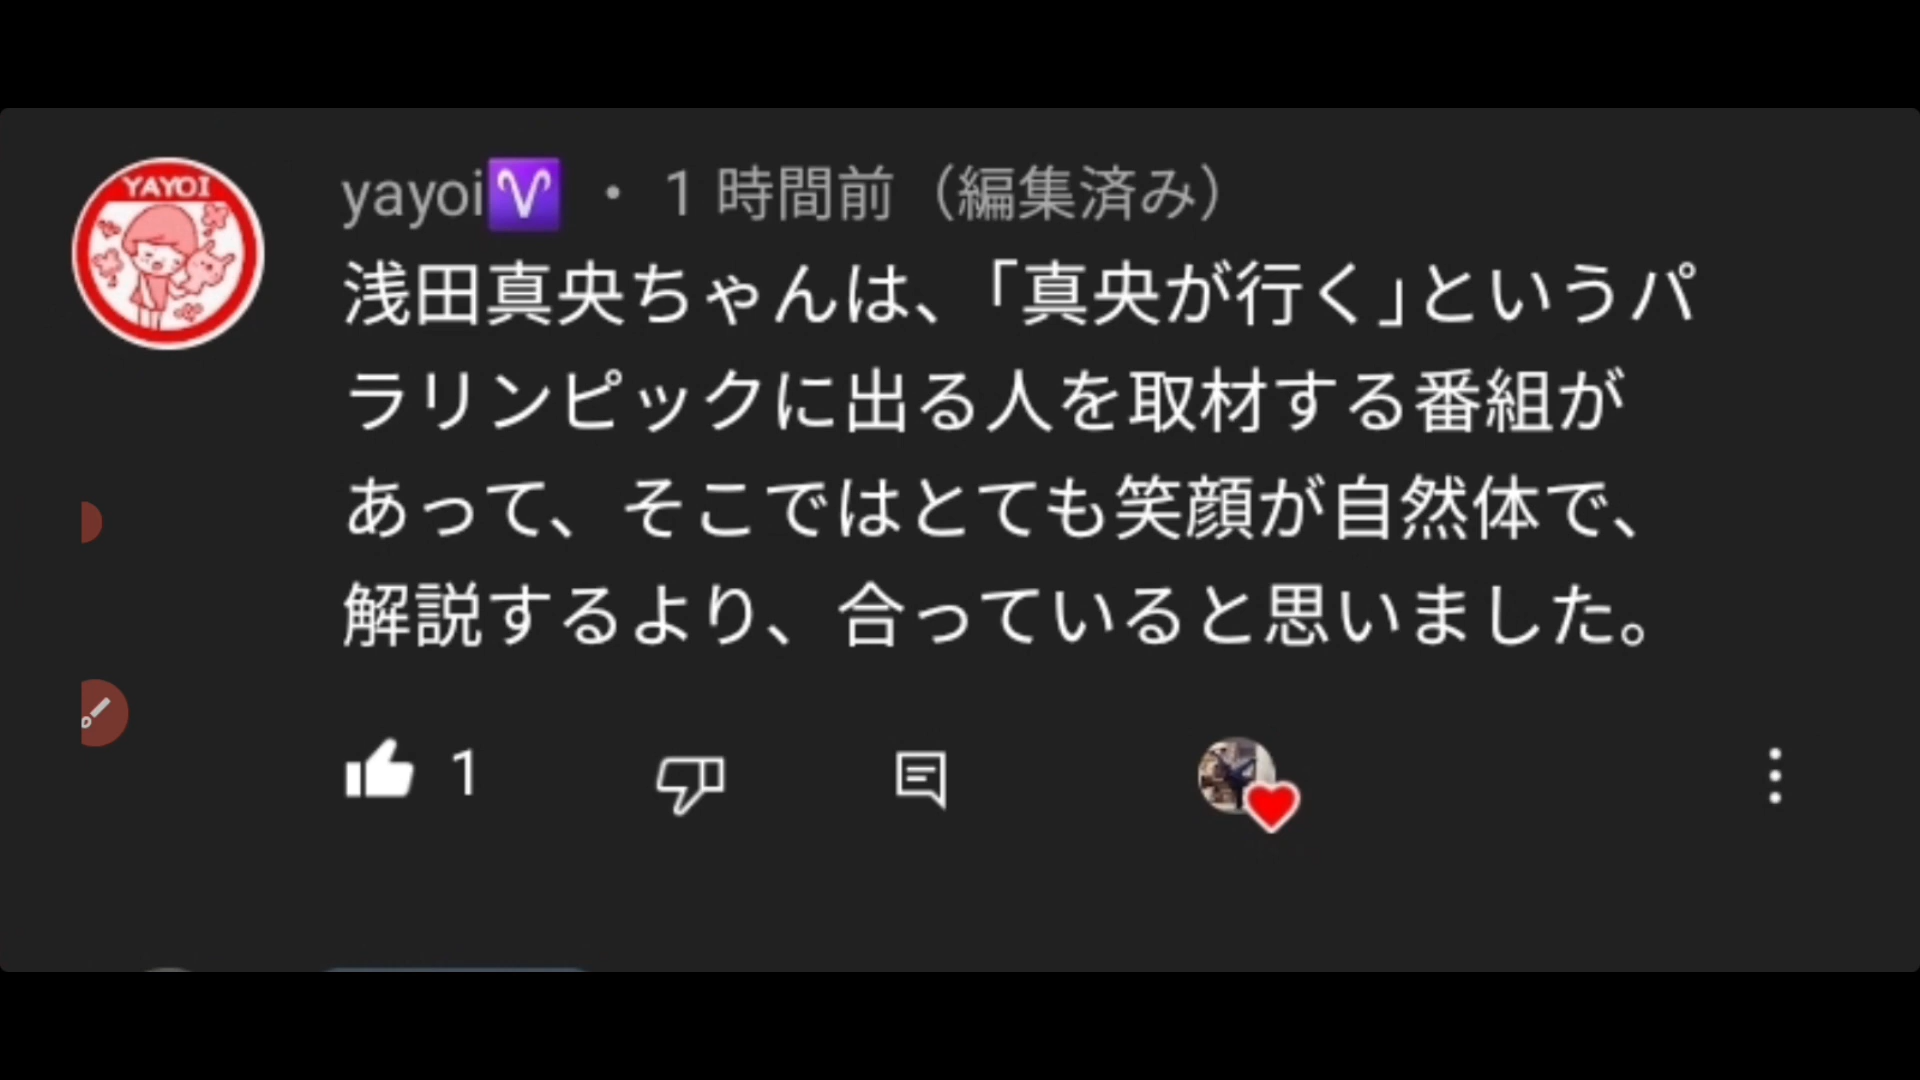 YAYOI
yayoi♈ • 1 時間前（編集済み）
浅田真央ちゃんは、「真央が行く」というパ
ラリンピックに出る人を取材する番組が
あって、そこではとても笑顔が自然体で、
解説するより、合っていると思いました。
1